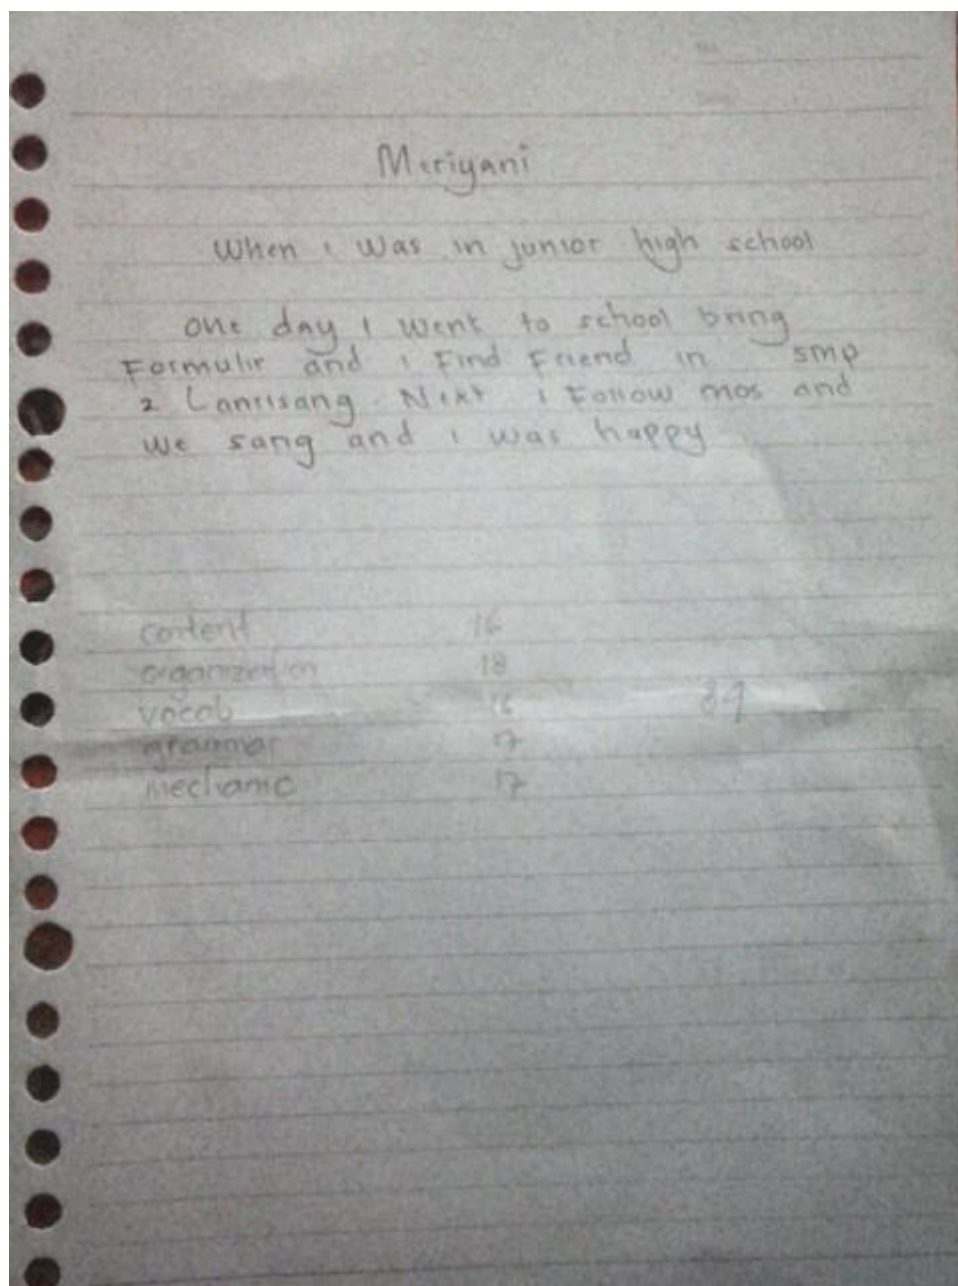 Meriyani
When i was in junior high school
one day i went to school bring
Formulir and i Find Friend in smp
2 Lanrisang. Next i Follow mos and
we sang and i was happy
content 16
organization 18
vocab 16
grammar 17
mechanic 17